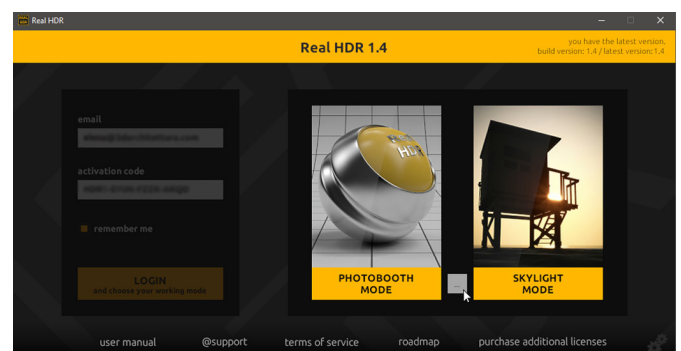 Real HDR
Real HDR 1.4
you have the latest version.
build version: 1.4 / latest version: 1.4
email
activation code
remember me
LOGIN
and choose your working mode
REAL
HDR
PHOTOBOOTH
MODE
...
SKYLIGHT
MODE
user manual
@support
terms of service
roadmap
purchase additional licenses